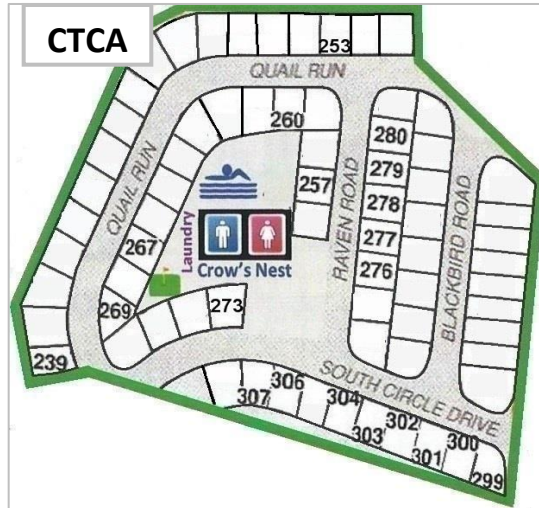 CTCA
253
QUAIL RUN
260
280
279
257
278
277
276
QUAIL RUN
RAVEN ROAD
BLACKBIRD ROAD
267
Laundry
Crow's Nest
269
273
239
SOUTH CIRCLE DRIVE
307
306
304
303
302
301
300
299